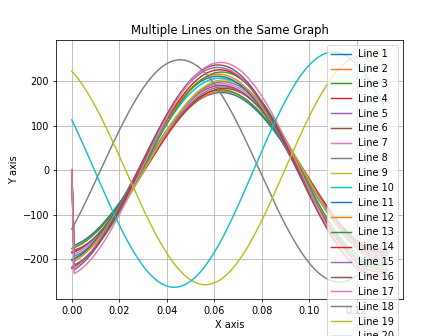 Multiple Lines on the Same Graph
Y axis
200
100
0
−100
−200
0.00
0.02
0.04
0.06
0.08
0.10
X axis
Line 1
Line 2
Line 3
Line 4
Line 5
Line 6
Line 7
Line 8
Line 9
Line 10
Line 11
Line 12
Line 13
Line 14
Line 15
Line 16
Line 17
Line 18
Line 19
Line 20